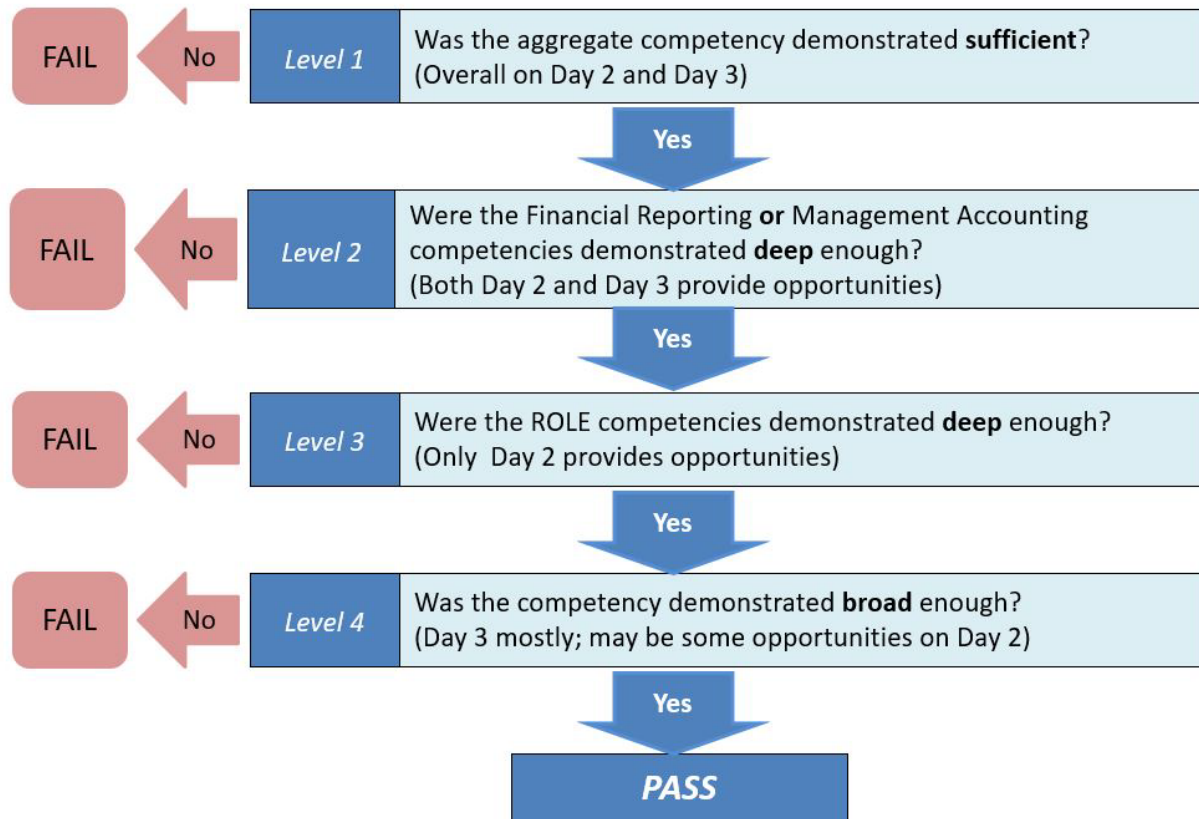 FAIL
No
Level 1
Was the aggregate competency demonstrated sufficient?
(Overall on Day 2 and Day 3)
Yes
FAIL
No
Level 2
Were the Financial Reporting or Management Accounting
competencies demonstrated deep enough?
(Both Day 2 and Day 3 provide opportunities)
Yes
FAIL
No
Level 3
Were the ROLE competencies demonstrated deep enough?
(Only Day 2 provides opportunities)
Yes
FAIL
No
Level 4
Was the competency demonstrated broad enough?
(Day 3 mostly; may be some opportunities on Day 2)
Yes
PASS